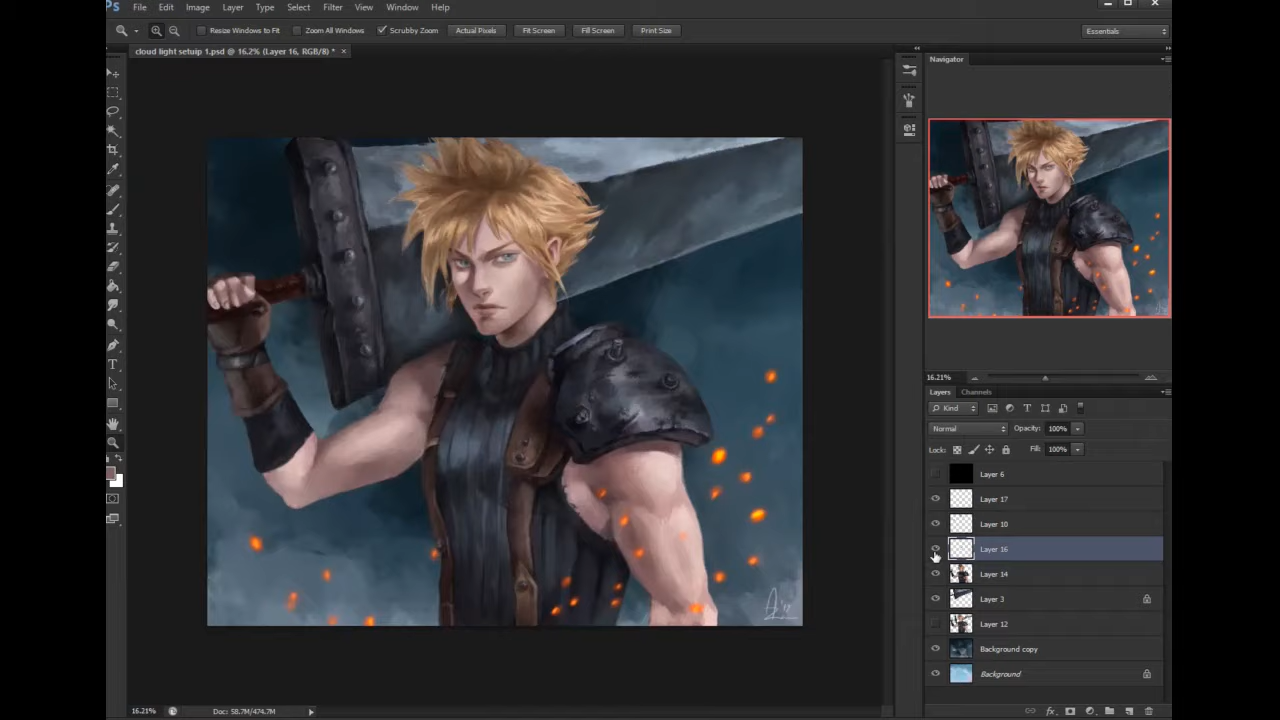 Ps File Edit Image Layer Type Select Filter View Window Help
Resize Windows to Fit Zoom All Windows Scrubby Zoom Actual Pixels Fit Screen Fill Screen Print Size Essentials
cloud light setuip 1.psd @ 16.2% (Layer 16, RGB/8) * ×
Navigator
16.21%
Layers Channels
Kind
Normal Opacity: 100%
Lock: Fill: 100%
Layer 6
Layer 17
Layer 10
Layer 16
Layer 14
Layer 3
Layer 12
Background copy
Background
16.21% Doc: 58.7M/474.7M